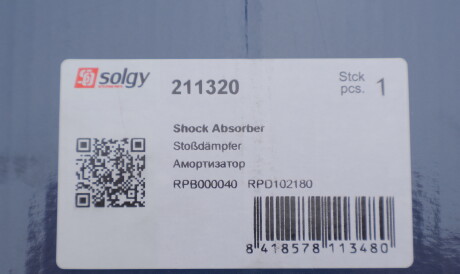 solgy 211320 Stck pcs. 1
Shock Absorber
Stoßdämpfer
Амортизатор
RPB000040 RPD102180
8 418578 113480